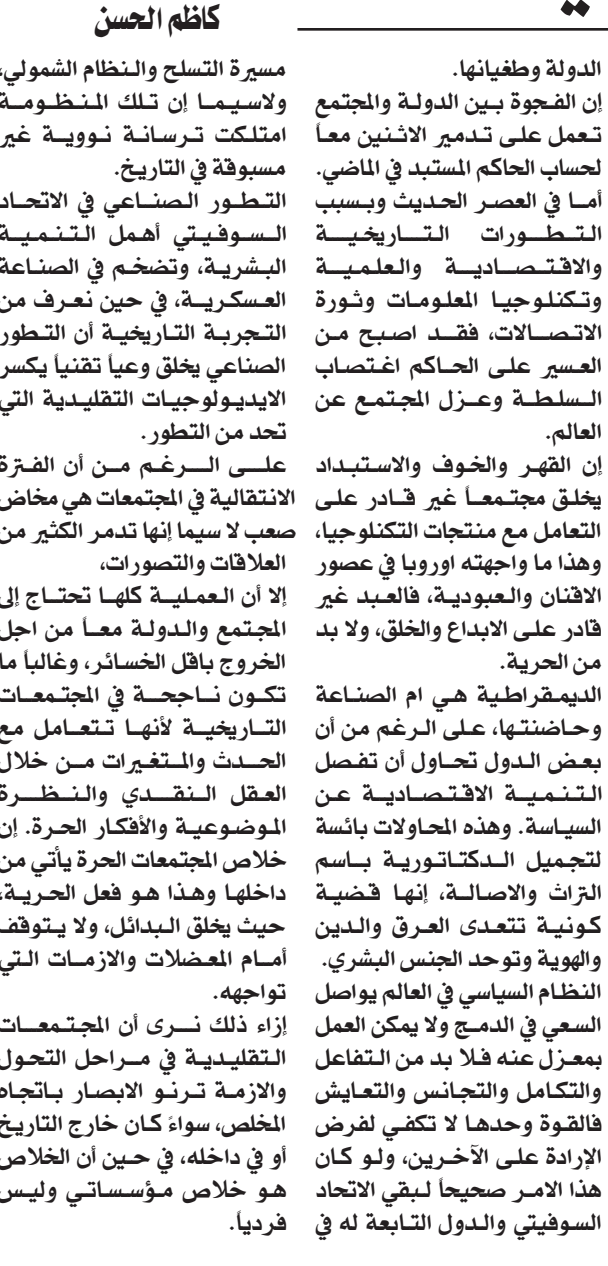 كاظم الحسن
الدولة وطغيانها.
إن الفجوة بين الدولة والمجتمع
تعمل على تدمير الاثنين معاً
لحساب الحاكم المستبد في الماضي.
أما في العصر الحديث وبسبب
التطورات التاريخية
والاقتصادية والعلمية
وتكنلوجيا المعلومات وثورة
الاتصالات، فقد اصبح من
العسير على الحاكم اغتصاب
السلطة وعزل المجتمع عن
العالم.
إن القهر والخوف والاستبداد
يخلق مجتمعاً غير قادر على
التعامل مع منتجات التكنلوجيا،
وهذا ما واجهته اوروبا في عصور
الاقنان والعبودية، فالعبد غير
قادر على الابداع والخلق، ولا بد
من الحرية.
الديمقراطية هي ام الصناعة
وحاضنتها، على الرغم من أن
بعض الدول تحاول أن تفصل
التنمية الاقتصادية عن
السياسة. وهذه المحاولات بائسة
لتجميل الدكتاتورية باسم
التراث والاصالة، إنها قضية
كونية تتعدى العرق والدين
والهوية وتوحد الجنس البشري.
النظام السياسي في العالم يواصل
السعي في الدمج ولا يمكن العمل
بمعزل عنه فلا بد من التفاعل
والتكامل والتجانس والتعايش
فالقوة وحدها لا تكفي لفرض
الإرادة على الآخرين، ولو كان
هذا الامر صحيحاً لبقي الاتحاد
السوفيتي والدول التابعة له في
مسيرة التسلح والنظام الشمولي،
ولاسيما إن تلك المنظومة
امتلكت ترسانة نووية غير
مسبوقة في التاريخ.
التطور الصناعي في الاتحاد
السوفيتي أهمل التنمية
البشرية، وتضخم في الصناعة
العسكرية، في حين نعرف من
التجربة التاريخية أن التطور
الصناعي يخلق وعياً تقنياً يكسر
الايديولوجيات التقليدية التي
تحد من التطور.
على الرغم من أن الفترة
الانتقالية في المجتمعات هي مخاض
صعب لا سيما إنها تدمر الكثير من
العلاقات والتصورات،
إلا أن العملية كلها تحتاج إلى
المجتمع والدولة معاً من اجل
الخروج باقل الخسائر، وغالباً ما
تكون ناجحة في المجتمعات
التاريخية لأنها تتعامل مع
الحدث والمتغيرات من خلال
العقل النقدي والنظرة
الموضوعية والأفكار الحرة. إن
خلاص المجتمعات الحرة يأتي من
داخلها وهذا هو فعل الحرية،
حيث يخلق البدائل، ولا يتوقف
أمام المعضلات والازمات التي
تواجهه.
إزاء ذلك نرى أن المجتمعات
التقليدية في مراحل التحول
والازمة ترنو الابصار باتجاه
المخلص، سواءً كان خارج التاريخ
أو في داخله، في حين أن الخلاص
هو خلاص مؤسساتي وليس
فردياً.